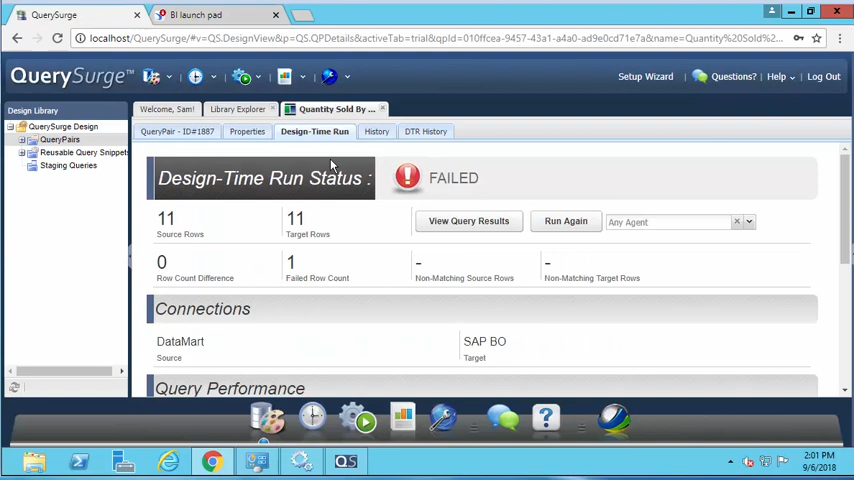 QuerySurge
BI launch pad
localhost/QuerySurge/#v=QS.DesignView&p=QS.QPDetails&activeTab=trial&qpId=010ffcea-9457-43a1-a4a0-ad9e0cd71e7a&name=Quantity%20Sold%2...
QuerySurge™
Setup Wizard
Questions?
Help
Log Out
Design Library
Welcome, Sam!
Library Explorer
Quantity Sold By ...
QuerySurge Design
QueryPairs
Reusable Query Snippets
Staging Queries
QueryPair - ID#1887
Properties
Design-Time Run
History
DTR History
Design-Time Run Status :
FAILED
11
Source Rows
11
Target Rows
View Query Results
Run Again
Any Agent
0
Row Count Difference
1
Failed Row Count
-
Non-Matching Source Rows
-
Non-Matching Target Rows
Connections
DataMart
Source
SAP BO
Target
Query Performance
QS
2:01 PM
9/6/2018